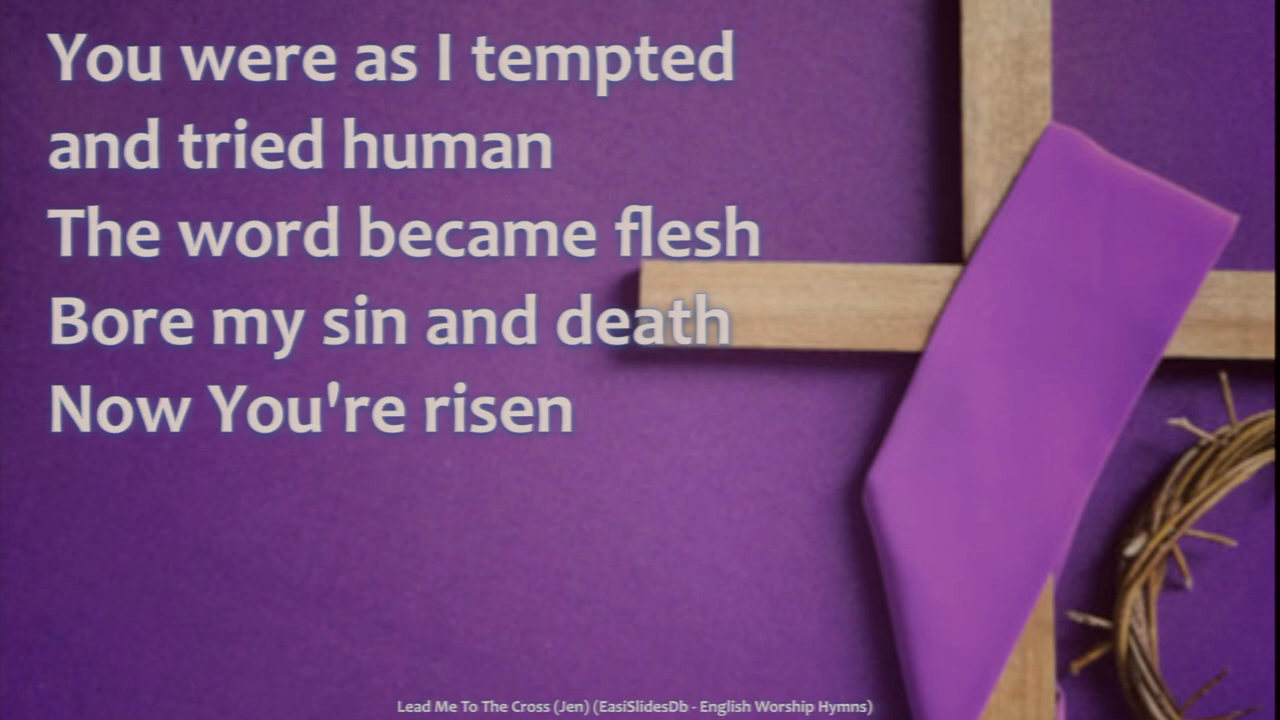 You were as I tempted
and tried human
The word became flesh
Bore my sin and death
Now You're risen
Lead Me To The Cross (Jen) (EasiSlidesDb - English Worship Hymns)